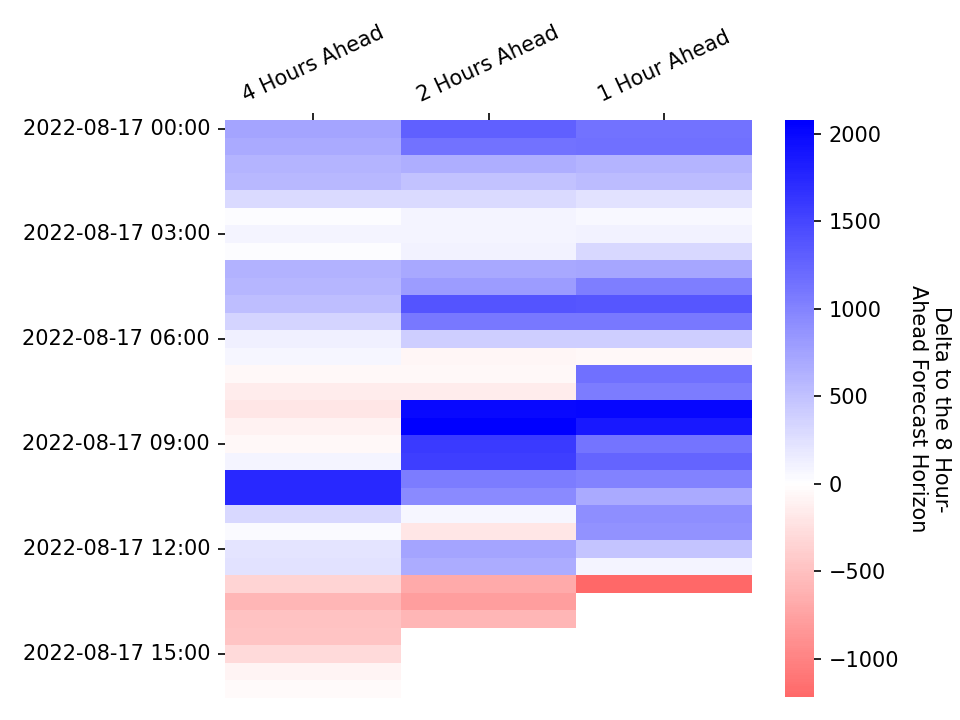 4 Hours Ahead
2 Hours Ahead
1 Hour Ahead
2022-08-17 00:00
2022-08-17 03:00
2022-08-17 06:00
2022-08-17 09:00
2022-08-17 12:00
2022-08-17 15:00
2000
1500
1000
500
0
−500
−1000
Delta to the 8 Hour-
Ahead Forecast Horizon